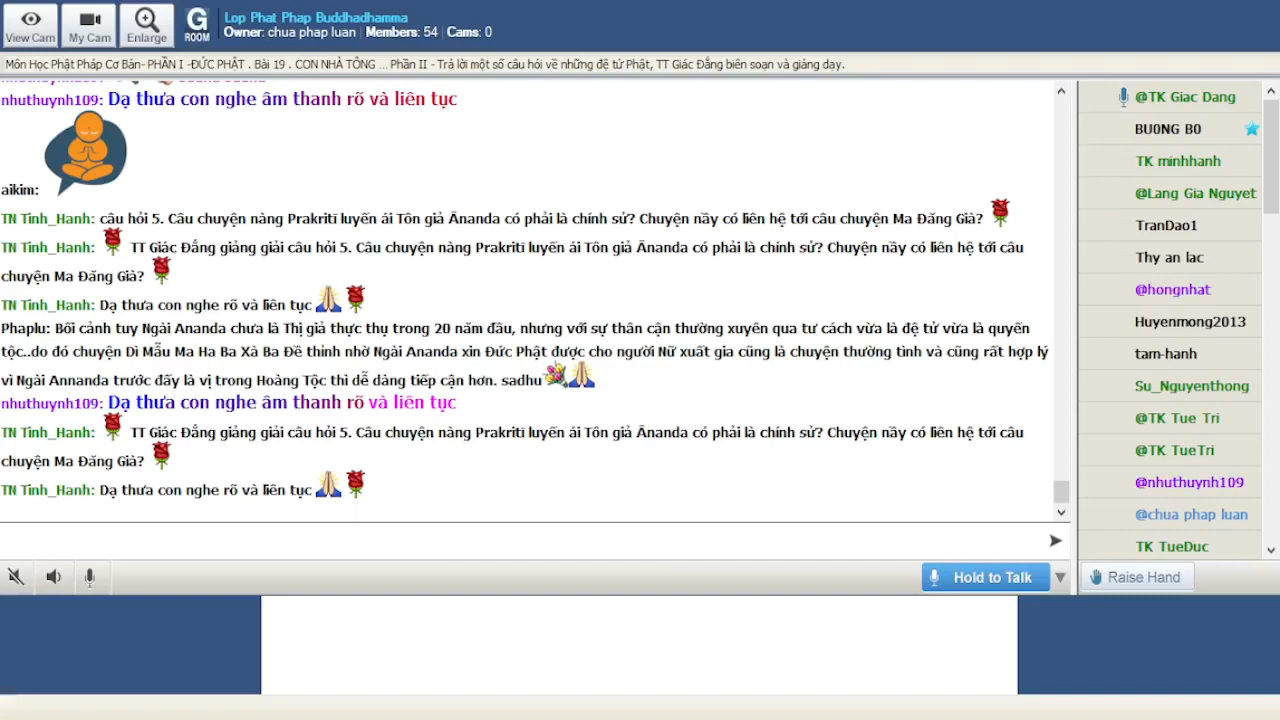 View Cam
My Cam
Enlarge
G
ROOM
Lop Phat Phap Buddhadhamma
Owner: chua phap luan | Members: 54 | Cams: 0
Môn Học Phật Pháp Cơ Bản- PHẦN I -ĐỨC PHẬT . Bài 19 . CON NHÀ TÔNG ... Phần II - Trả lời một số câu hỏi về những đệ tử Phật, TT Giác Đẳng biên soạn và giảng dạy.
nhuthuynh109: Dạ thưa con nghe âm thanh rõ và liên tục
aikim:
TN Tinh_Hanh: câu hỏi 5. Câu chuyện nàng Prakriti luyến ái Tôn giả Ānanda có phải là chính sử? Chuyện nầy có liên hệ tới câu chuyện Ma Đăng Già?
TN Tinh_Hanh: TT Giác Đẳng giảng giải câu hỏi 5. Câu chuyện nàng Prakriti luyến ái Tôn giả Ānanda có phải là chính sử? Chuyện nầy có liên hệ tới câu
chuyện Ma Đăng Già?
TN Tinh_Hanh: Dạ thưa con nghe rõ và liên tục
Phaplu: Bối cảnh tuy Ngài Ananda chưa là Thị giả thực thụ trong 20 năm đầu, nhưng với sự thân cận thường xuyên qua tư cách vừa là đệ tử vừa là quyến
tộc..do đó chuyện Dì Mẫu Ma Ha Ba Xà Ba Đề thỉnh nhờ Ngài Ananda xin Đức Phật được cho người Nữ xuất gia cũng là chuyện thường tình và cũng rất hợp lý
vì Ngài Annanda trước đấy là vị trong Hoàng Tộc thì dễ dàng tiếp cận hơn. sadhu
nhuthuynh109: Dạ thưa con nghe âm thanh rõ và liên tục
TN Tinh_Hanh: TT Giác Đẳng giảng giải câu hỏi 5. Câu chuyện nàng Prakriti luyến ái Tôn giả Ānanda có phải là chính sử? Chuyện nầy có liên hệ tới câu
chuyện Ma Đăng Già?
TN Tinh_Hanh: Dạ thưa con nghe rõ và liên tục
@TK Giac Dang
BU0NG B0
TK minhhanh
@Lang Gia Nguyet
TranDao1
Thy an lac
@hongnhat
Huyenmong2013
tam-hanh
Su_Nguyenthong
@TK Tue Tri
@TK TueTri
@nhuthuynh109
@chua phap luan
TK TueDuc
Hold to Talk
Raise Hand